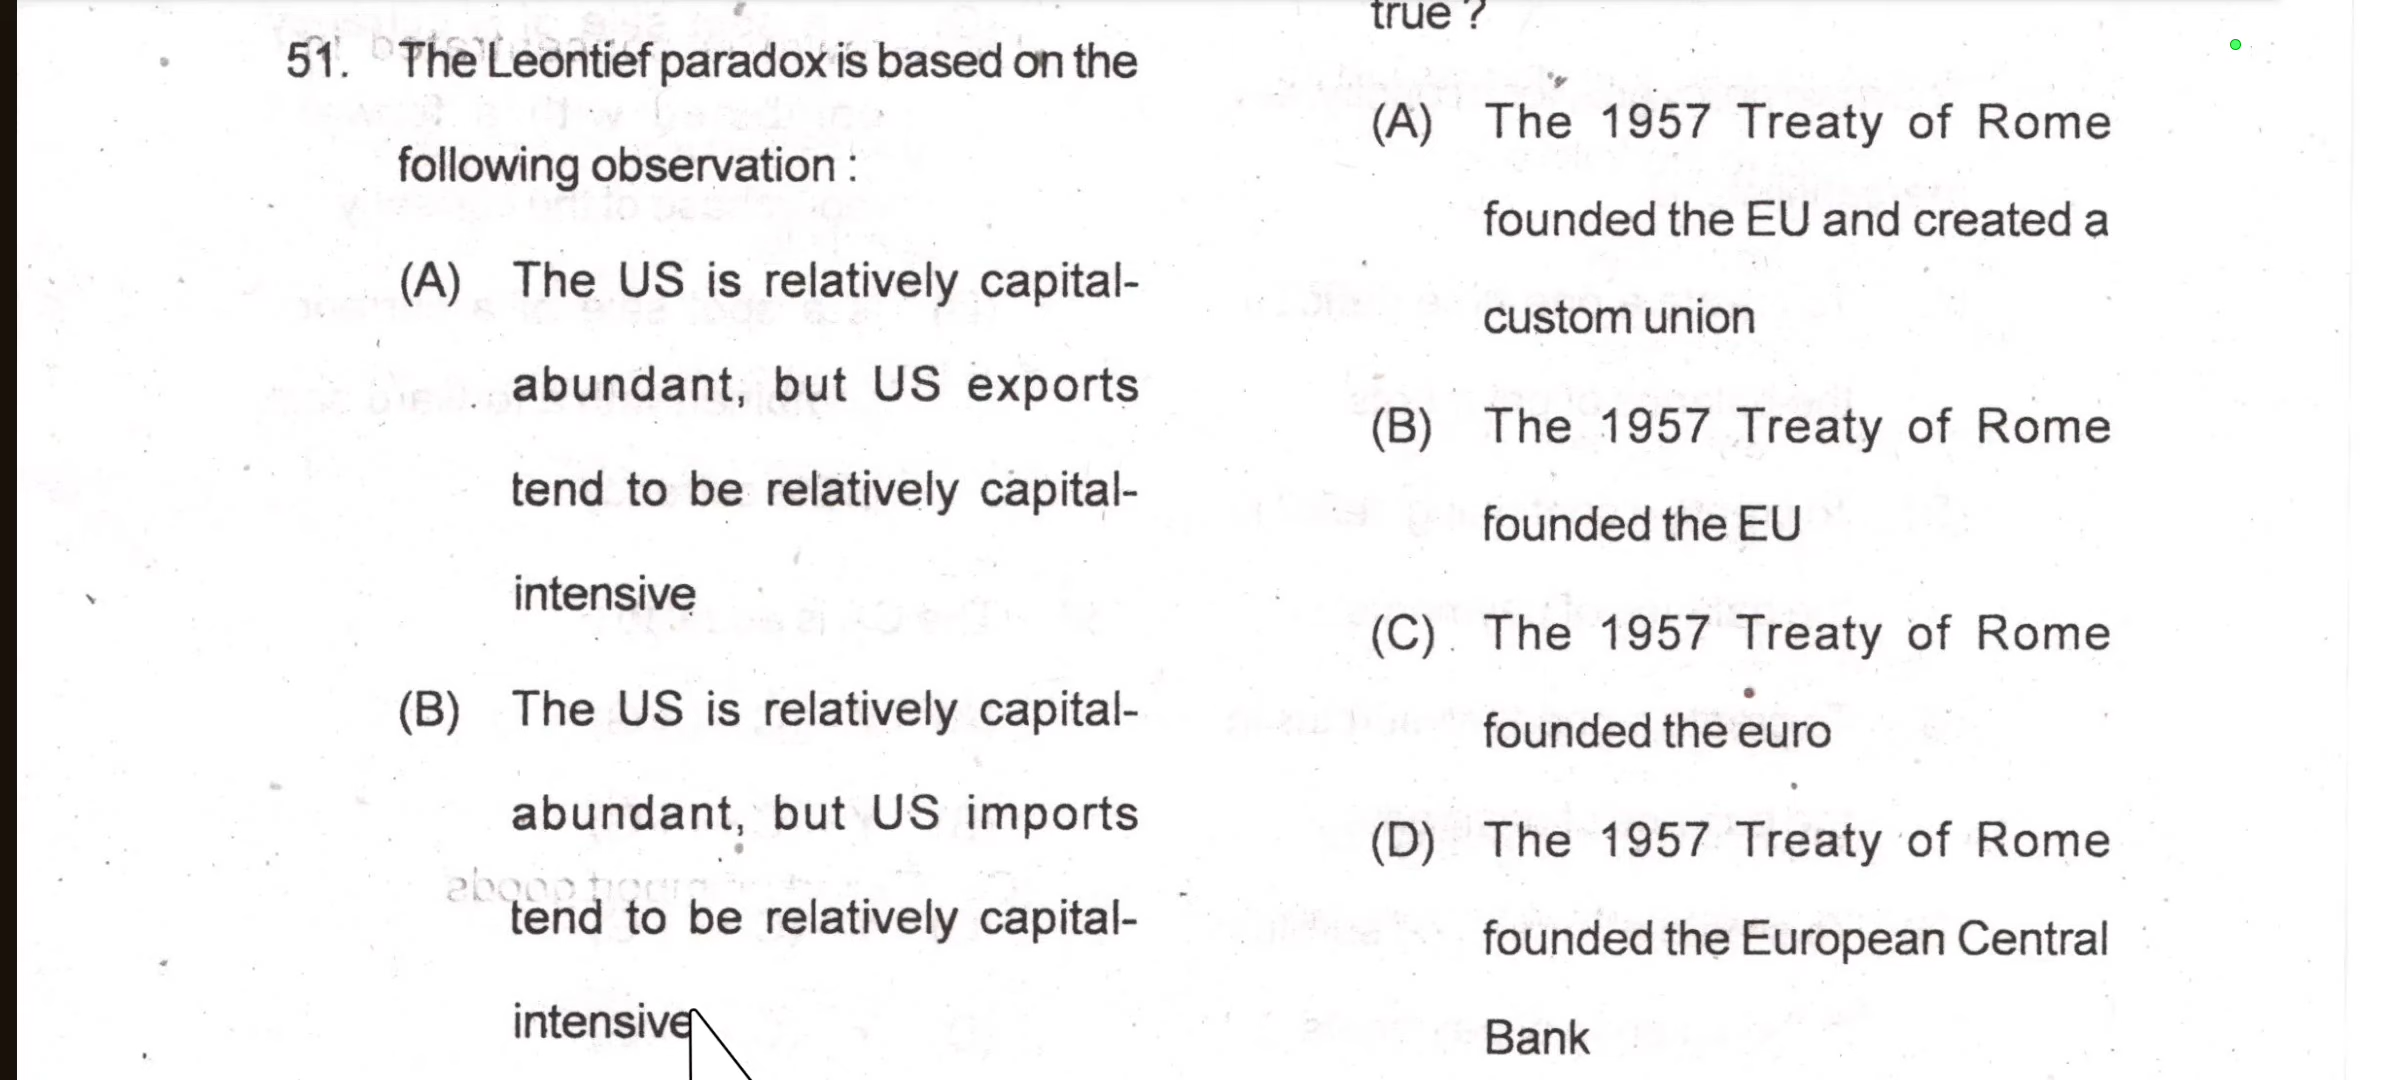 51. The Leontief paradox is based on the
following observation :
(A) The US is relatively capital-
abundant, but US exports
tend to be relatively capital-
intensive
(B) The US is relatively capital-
abundant, but US imports
tend to be relatively capital-
intensive
true ?
(A) The 1957 Treaty of Rome
founded the EU and created a
custom union
(B) The 1957 Treaty of Rome
founded the EU
(C) The 1957 Treaty of Rome
founded the euro
(D) The 1957 Treaty of Rome
founded the European Central
Bank